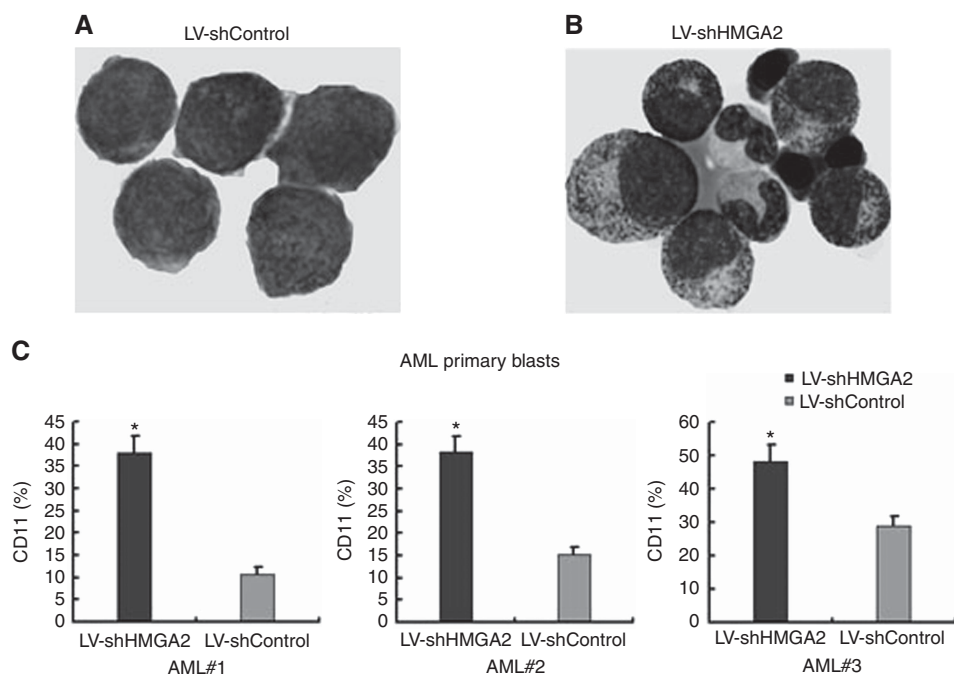 A
LV-shControl
B
LV-shHMGA2
C
AML primary blasts
LV-shHMGA2
LV-shControl
CD11 (%)
45
40
35
30
25
20
15
10
5
0
*
LV-shHMGA2 LV-shControl
AML#1
CD11 (%)
45
40
35
30
25
20
15
10
5
0
*
LV-shHMGA2 LV-shControl
AML#2
CD11 (%)
60
50
40
30
20
10
0
*
LV-shHMGA2 LV-shControl
AML#3